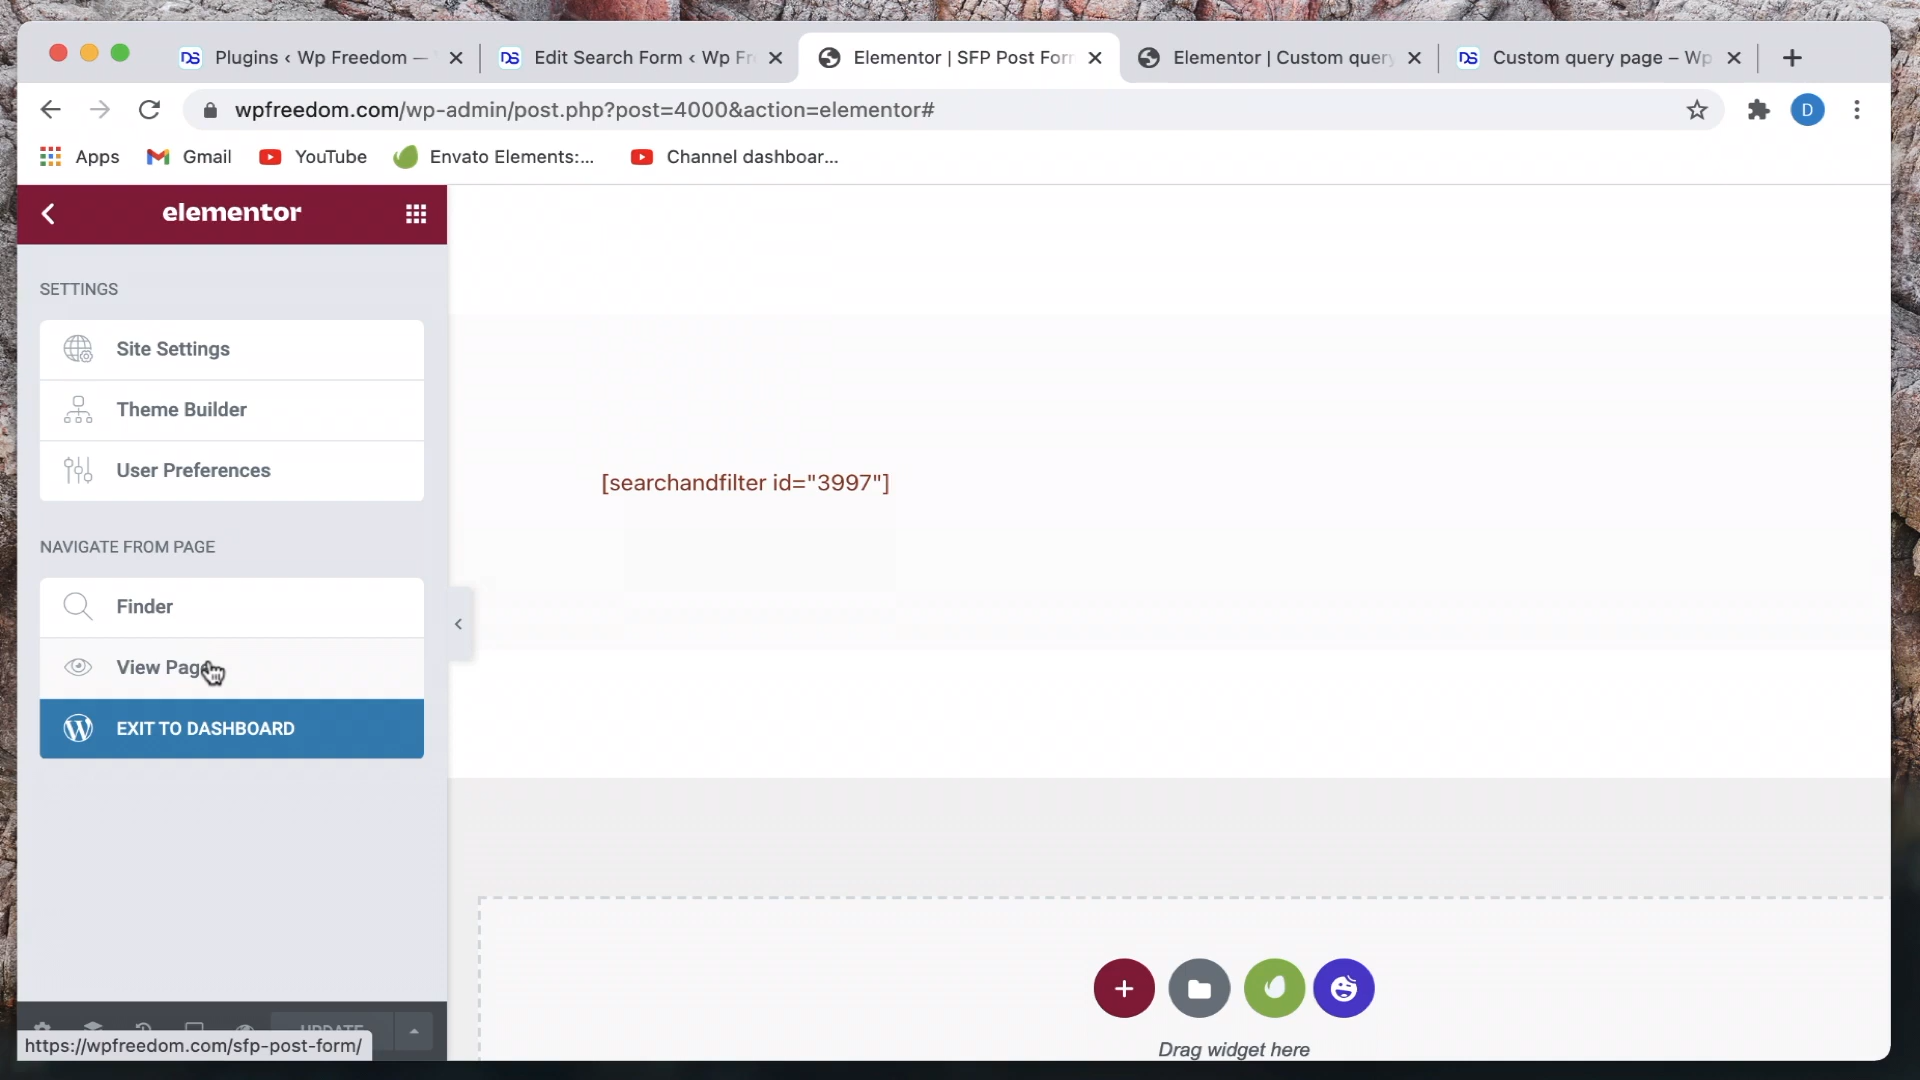 Plugins ‹ Wp Freedom —
Edit Search Form ‹ Wp Fr
Elementor | SFP Post Form
Elementor | Custom query
Custom query page – Wp
wpfreedom.com/wp-admin/post.php?post=4000&action=elementor#
D
Apps
Gmail
YouTube
Envato Elements:...
Channel dashboar...
elementor
SETTINGS
Site Settings
Theme Builder
User Preferences
[searchandfilter id="3997"]
NAVIGATE FROM PAGE
Finder
View Page
EXIT TO DASHBOARD
UPDATE
https://wpfreedom.com/sfp-post-form/
Drag widget here